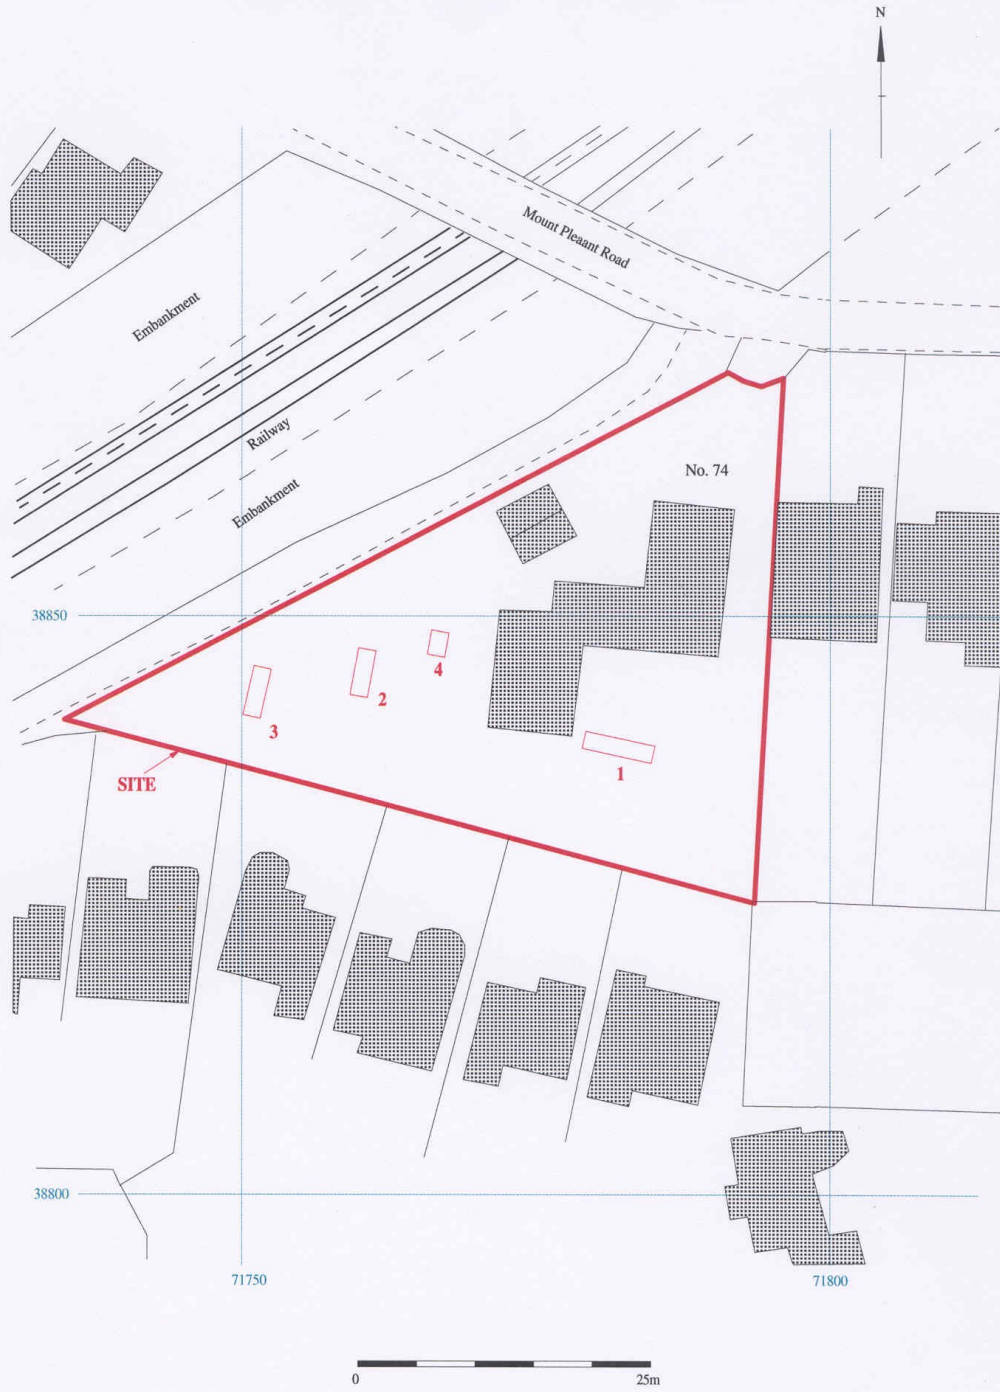 N
Mount Pleaant Road
Embankment
Railway
Embankment
No. 74
38850
4
2
3
1
SITE
38800
71750
71800
0
25m